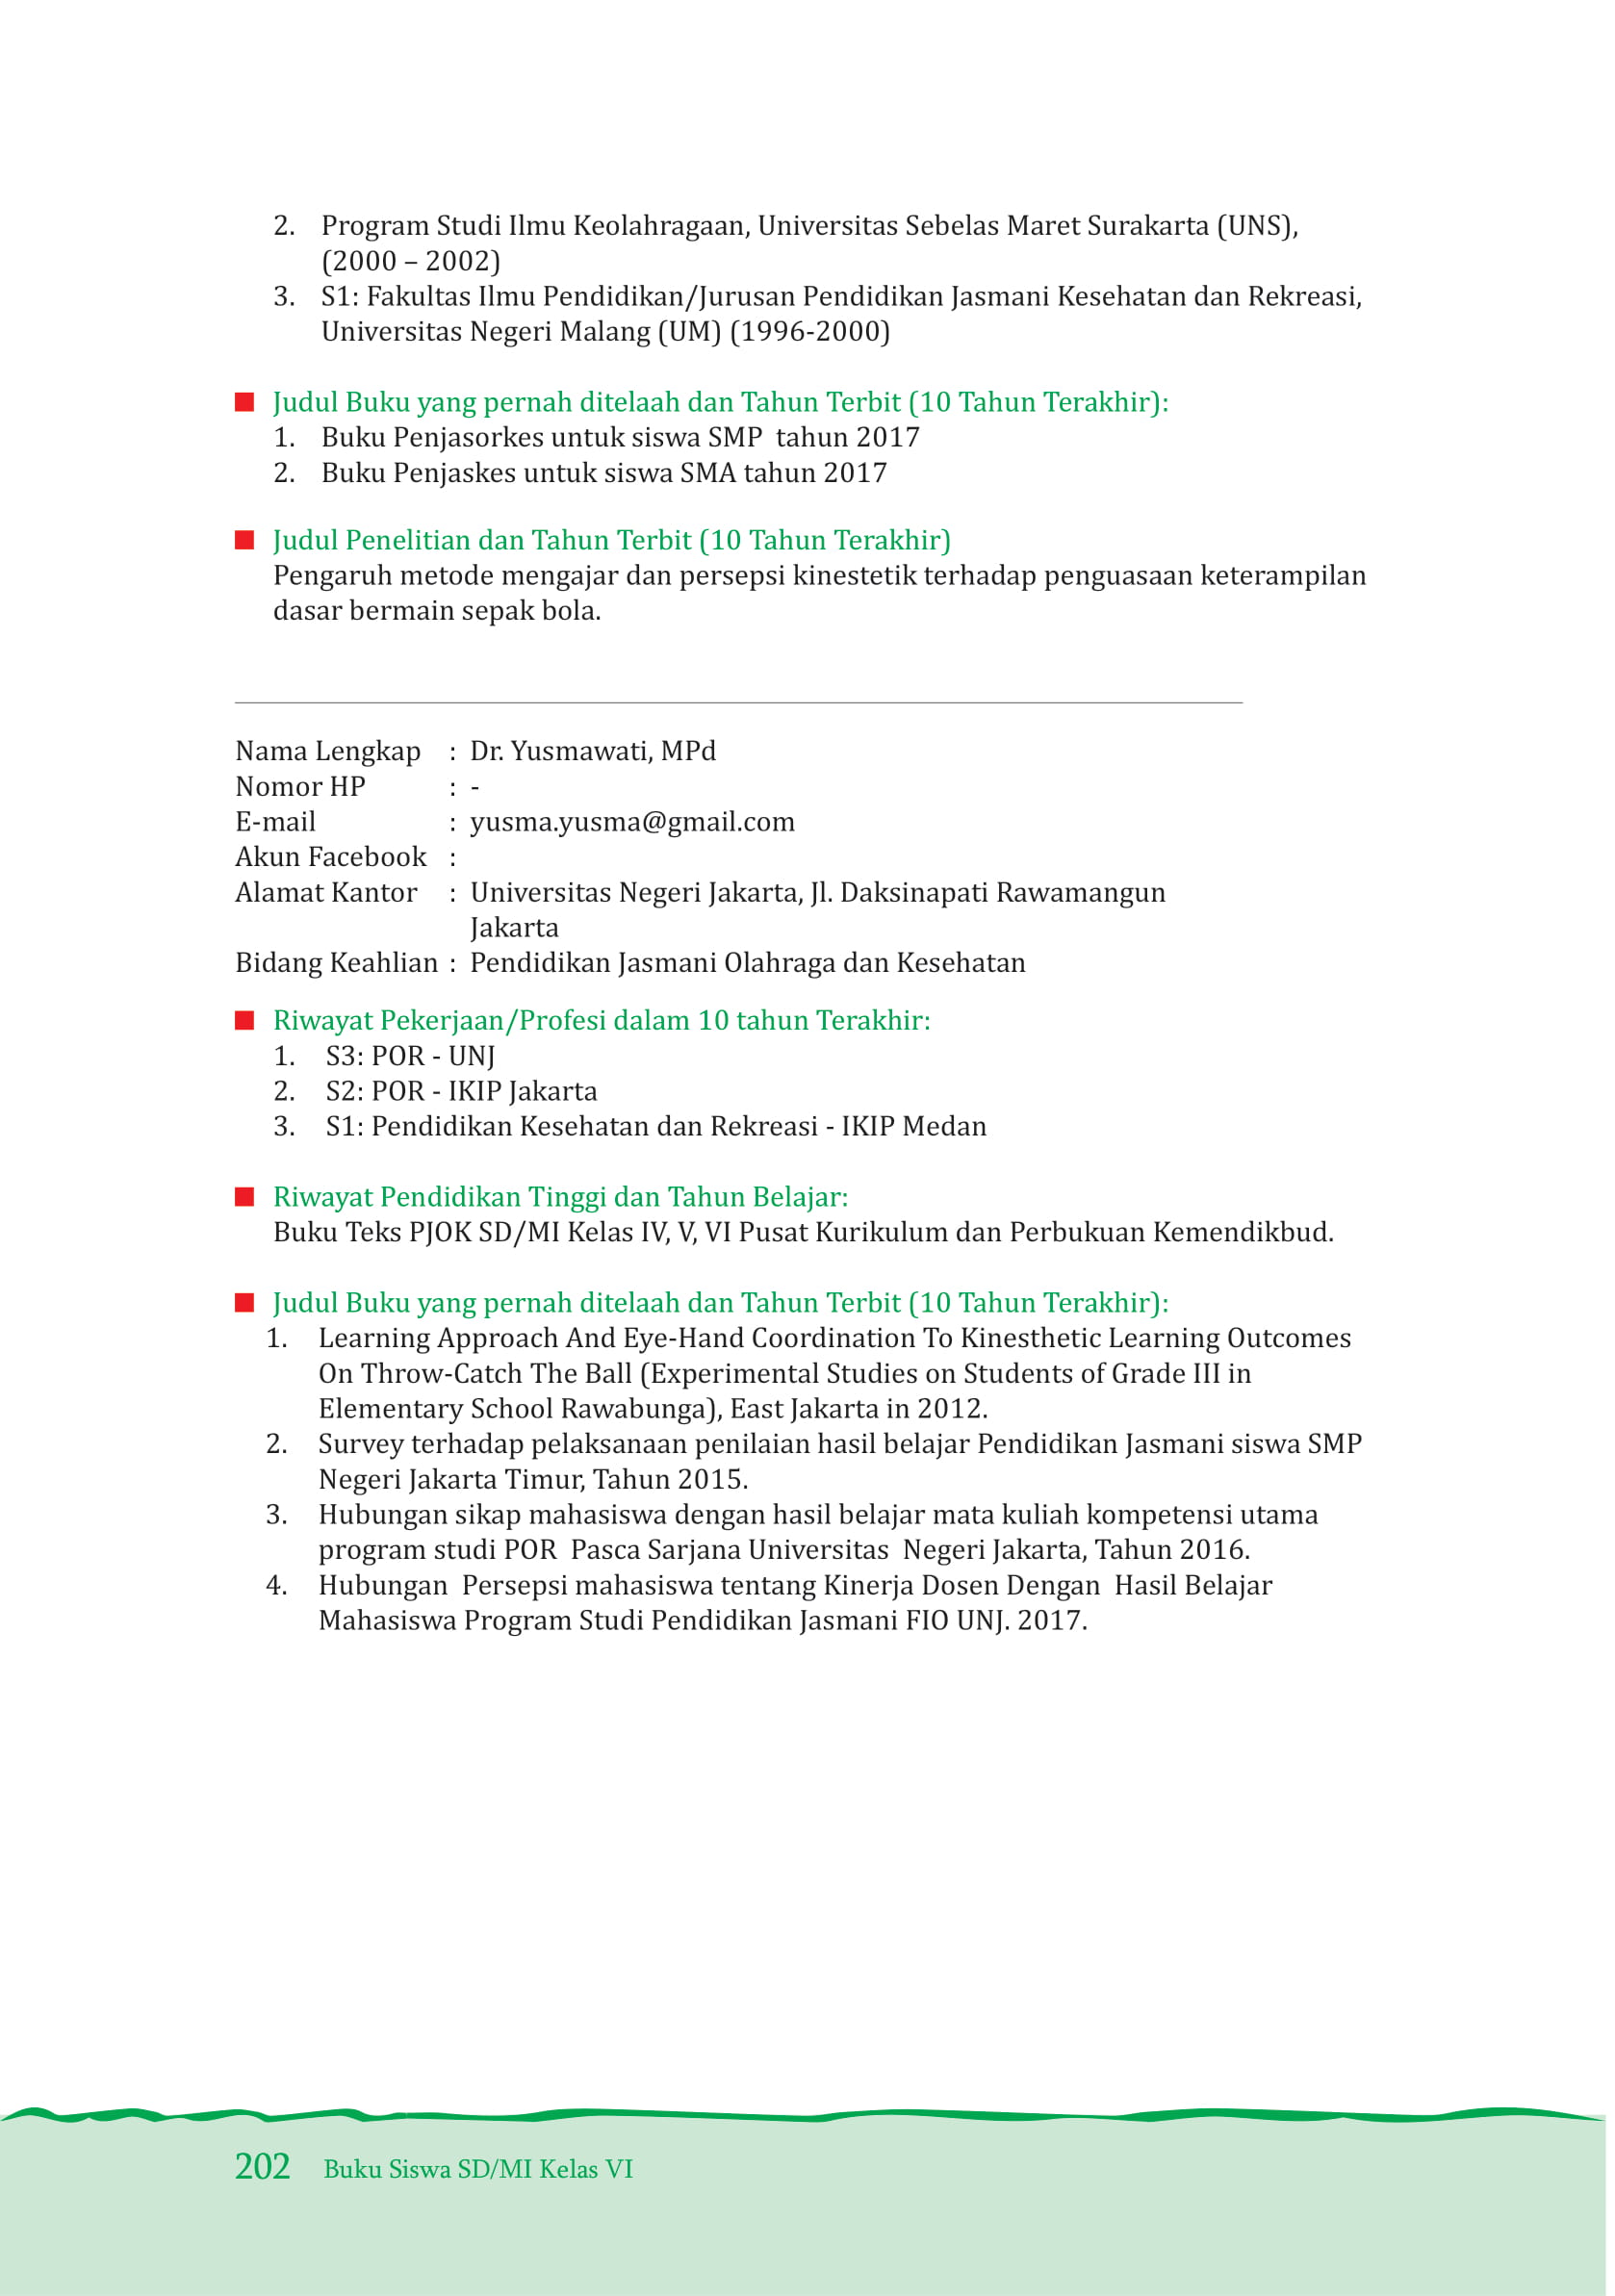 2. Program Studi Ilmu Keolahragaan, Universitas Sebelas Maret Surakarta (UNS),
(2000 – 2002)
3. S1: Fakultas Ilmu Pendidikan/Jurusan Pendidikan Jasmani Kesehatan dan Rekreasi,
Universitas Negeri Malang (UM) (1996-2000)
Judul Buku yang pernah ditelaah dan Tahun Terbit (10 Tahun Terakhir):
1. Buku Penjasorkes untuk siswa SMP tahun 2017
2. Buku Penjaskes untuk siswa SMA tahun 2017
Judul Penelitian dan Tahun Terbit (10 Tahun Terakhir)
Pengaruh metode mengajar dan persepsi kinestetik terhadap penguasaan keterampilan
dasar bermain sepak bola.
Nama Lengkap : Dr. Yusmawati, MPd
Nomor HP : -
E-mail : yusma.yusma@gmail.com
Akun Facebook :
Alamat Kantor : Universitas Negeri Jakarta, Jl. Daksinapati Rawamangun
Jakarta
Bidang Keahlian : Pendidikan Jasmani Olahraga dan Kesehatan
Riwayat Pekerjaan/Profesi dalam 10 tahun Terakhir:
1. S3: POR - UNJ
2. S2: POR - IKIP Jakarta
3. S1: Pendidikan Kesehatan dan Rekreasi - IKIP Medan
Riwayat Pendidikan Tinggi dan Tahun Belajar:
Buku Teks PJOK SD/MI Kelas IV, V, VI Pusat Kurikulum dan Perbukuan Kemendikbud.
Judul Buku yang pernah ditelaah dan Tahun Terbit (10 Tahun Terakhir):
1. Learning Approach And Eye-Hand Coordination To Kinesthetic Learning Outcomes
On Throw-Catch The Ball (Experimental Studies on Students of Grade III in
Elementary School Rawabunga), East Jakarta in 2012.
2. Survey terhadap pelaksanaan penilaian hasil belajar Pendidikan Jasmani siswa SMP
Negeri Jakarta Timur, Tahun 2015.
3. Hubungan sikap mahasiswa dengan hasil belajar mata kuliah kompetensi utama
program studi POR Pasca Sarjana Universitas Negeri Jakarta, Tahun 2016.
4. Hubungan Persepsi mahasiswa tentang Kinerja Dosen Dengan Hasil Belajar
Mahasiswa Program Studi Pendidikan Jasmani FIO UNJ. 2017.
202 Buku Siswa SD/MI Kelas VI